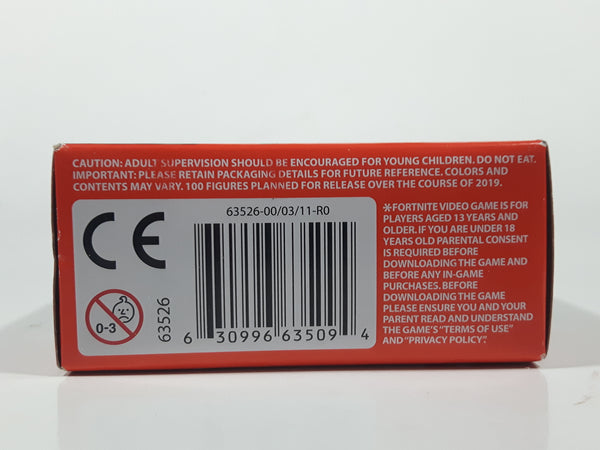 CAUTION: ADULT SUPERVISION SHOULD BE ENCOURAGED FOR YOUNG CHILDREN. DO NOT EAT.
IMPORTANT: PLEASE RETAIN PACKAGING DETAILS FOR FUTURE REFERENCE. COLORS AND
CONTENTS MAY VARY. 100 FIGURES PLANNED FOR RELEASE OVER THE COURSE OF 2019.
CE
0-3
63526
63526-00/03/11-R0
6 30996 63509 4
*FORTNITE VIDEO GAME IS FOR
PLAYERS AGED 13 YEARS AND
OLDER. IF YOU ARE UNDER 18
YEARS OLD PARENTAL CONSENT
IS REQUIRED BEFORE
DOWNLOADING THE GAME AND
BEFORE ANY IN-GAME
PURCHASES. BEFORE
DOWNLOADING THE GAME
PLEASE ENSURE YOU AND YOUR
PARENT READ AND UNDERSTAND
THE GAME'S "TERMS OF USE"
AND "PRIVACY POLICY".